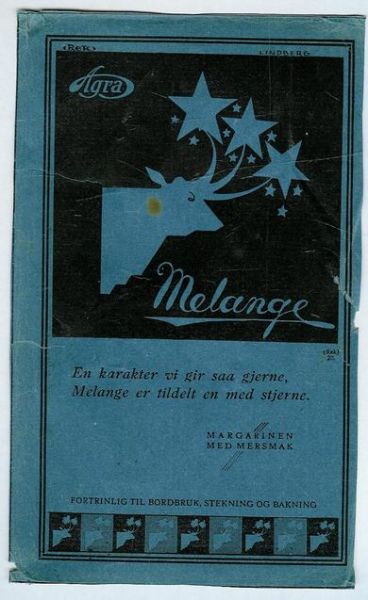 (ReK)
LINDBERG
Agra
Melange
En karakter vi gir saa gjerne,
Melange er tildelt en med stjerne.
MARGARINEN
MED MERSMAK
FORTRINLIG TIL BORDBRUK, STEKNING OG BAKNING